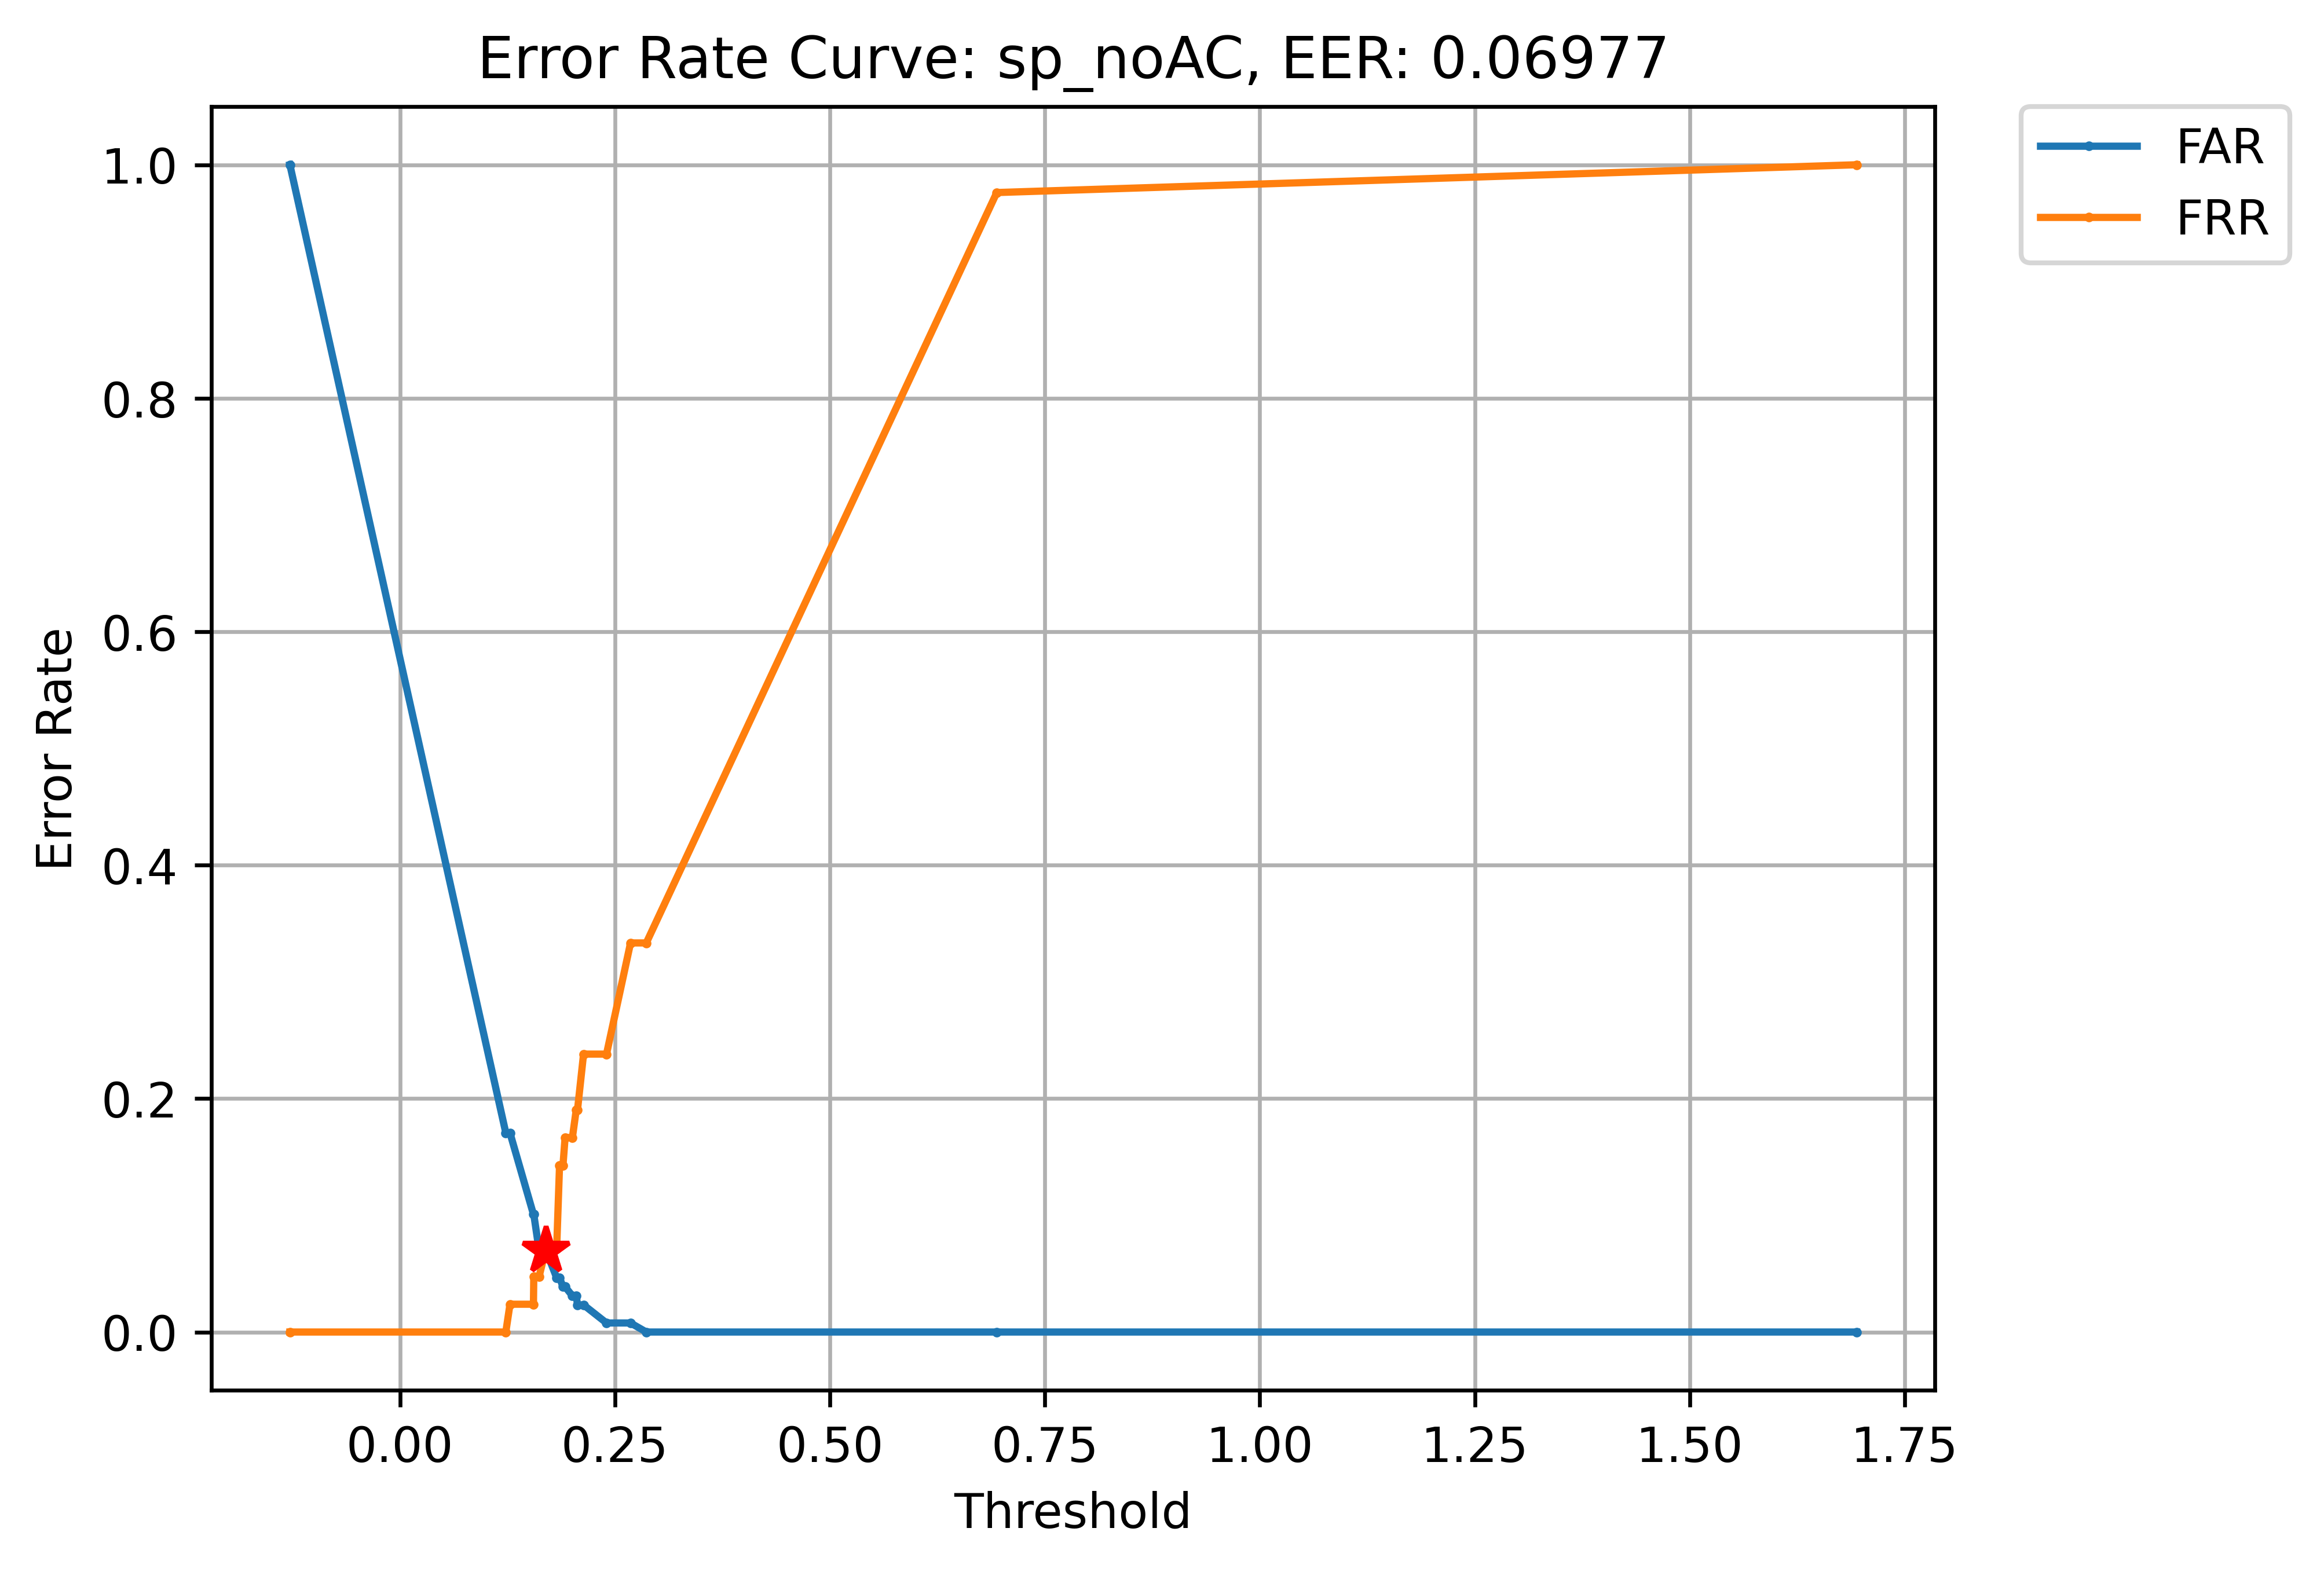 Error Rate Curve: sp_noAC, EER: 0.06977
FAR
FRR
1.0
0.8
0.6
0.4
0.2
0.0
Error Rate
0.00 0.25 0.50 0.75 1.00 1.25 1.50 1.75
Threshold